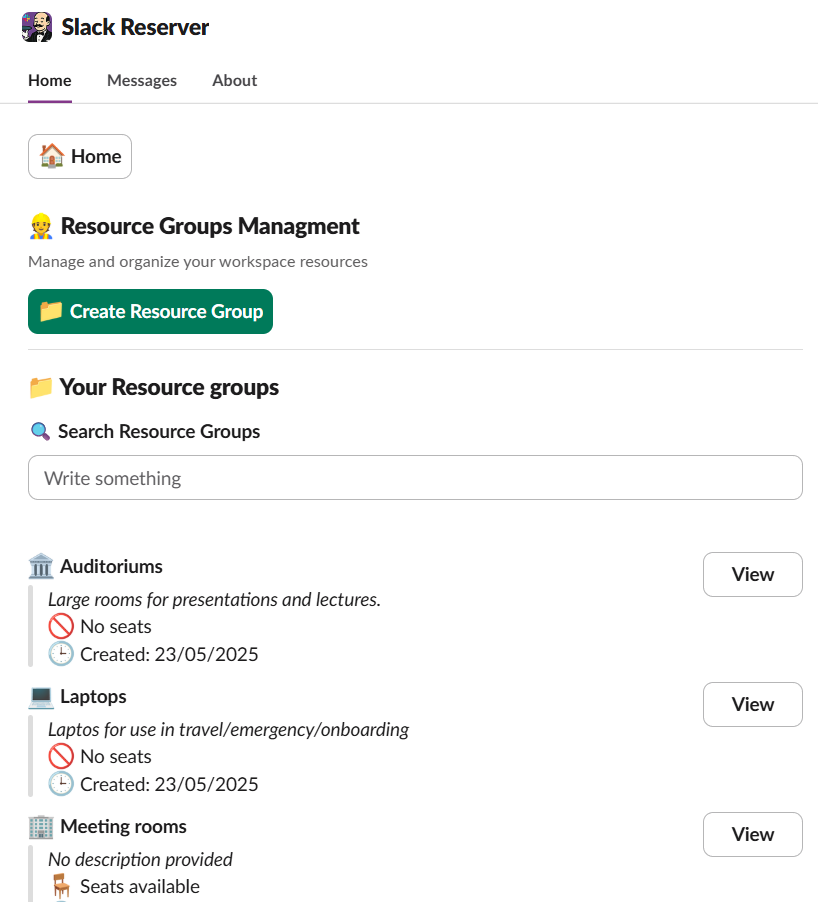 Slack Reserver
Home Messages About
Home
Resource Groups Managment
Manage and organize your workspace resources
Create Resource Group
Your Resource groups
Search Resource Groups
Write something
Auditoriums
View
Large rooms for presentations and lectures.
No seats
Created: 23/05/2025
Laptops
View
Laptos for use in travel/emergency/onboarding
No seats
Created: 23/05/2025
Meeting rooms
View
No description provided
Seats available